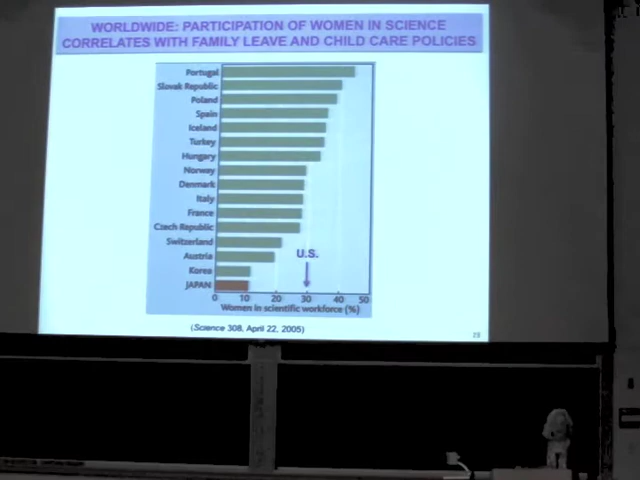 WORLDWIDE: PARTICIPATION OF WOMEN IN SCIENCE
CORRELATES WITH FAMILY LEAVE AND CHILD CARE POLICIES
Portugal
Slovak Republic
Poland
Spain
Iceland
Turkey
Hungary
Norway
Denmark
Italy
France
Czech Republic
Switzerland
Austria
Korea
JAPAN
U.S.
0 10 20 30 40 50
Women in scientific workforce (%)
(Science 308, April 22, 2005)